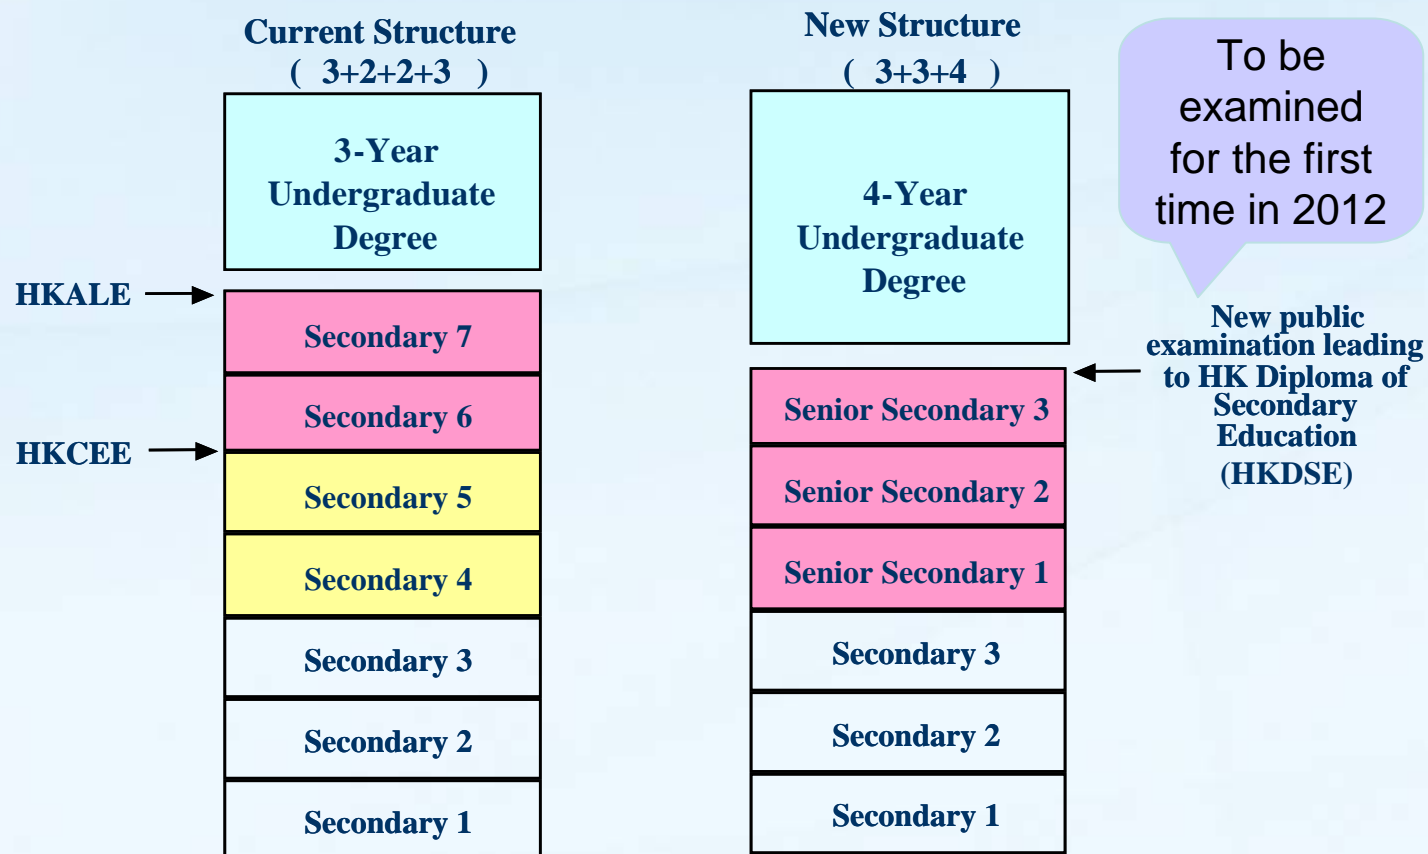 Current Structure
( 3+2+2+3 )
3-Year
Undergraduate
Degree
HKALE
Secondary 7
Secondary 6
HKCEE
Secondary 5
Secondary 4
Secondary 3
Secondary 2
Secondary 1
New Structure
( 3+3+4 )
4-Year
Undergraduate
Degree
Senior Secondary 3
Senior Secondary 2
Senior Secondary 1
Secondary 3
Secondary 2
Secondary 1
To be
examined
for the first
time in 2012
New public
examination leading
to HK Diploma of
Secondary
Education
(HKDSE)